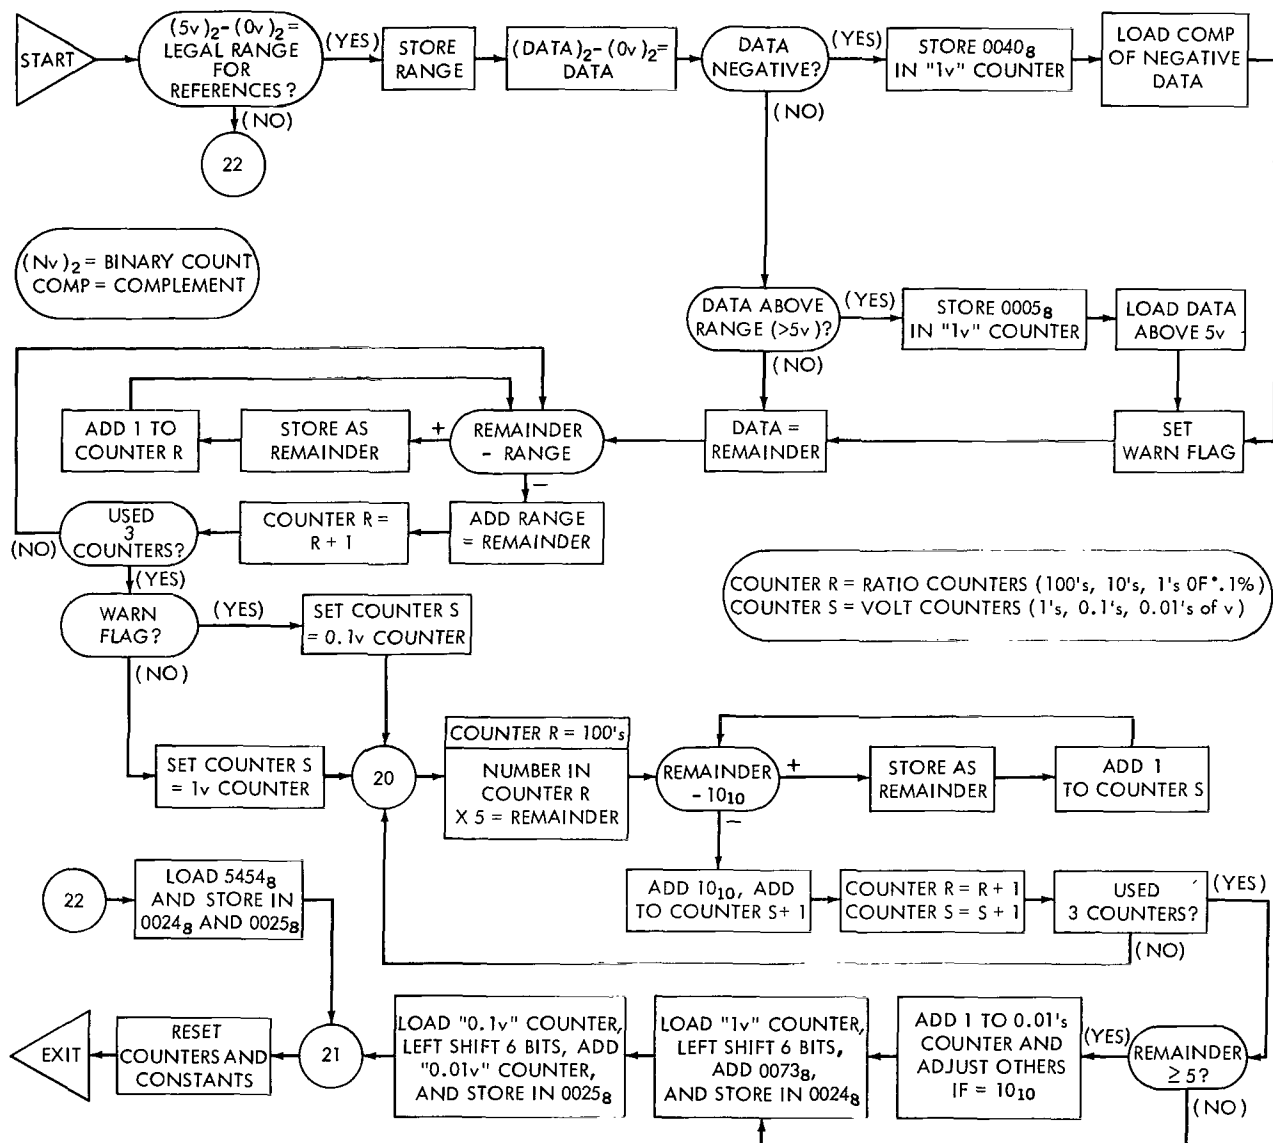 START
(5v)2-(0v)2=
LEGAL RANGE
FOR
REFERENCES?
(YES)
(NO)
22
STORE
RANGE
(DATA)2-(0v)2=
DATA
DATA
NEGATIVE?
(YES)
(NO)
STORE 00408
IN "1v" COUNTER
LOAD COMP
OF NEGATIVE
DATA
(Nv)2= BINARY COUNT
COMP= COMPLEMENT
DATA ABOVE
RANGE (>5v)?
(YES)
(NO)
STORE 00058
IN "1v" COUNTER
LOAD DATA
ABOVE 5v
SET
WARN FLAG
DATA =
REMAINDER
REMAINDER
- RANGE
+
−
STORE AS
REMAINDER
ADD 1 TO
COUNTER R
ADD RANGE
= REMAINDER
COUNTER R =
R + 1
USED
3
COUNTERS?
(NO)
(YES)
WARN
FLAG?
(YES)
(NO)
SET COUNTER S
= 0.1v COUNTER
COUNTER R = RATIO COUNTERS (100's, 10's, 1's OF .1%)
COUNTER S = VOLT COUNTERS (1's, 0.1's, 0.01's of v)
SET COUNTER S
= 1v COUNTER
20
COUNTER R = 100's
NUMBER IN
COUNTER R
X 5 = REMAINDER
REMAINDER
- 1010
+
−
STORE AS
REMAINDER
ADD 1
TO COUNTER S
ADD 1010, ADD
TO COUNTER S+ 1
COUNTER R = R + 1
COUNTER S = S + 1
USED
3 COUNTERS?
(YES)
(NO)
22
LOAD 54548
AND STORE IN
00248 AND 00258
REMAINDER
≥ 5?
(YES)
(NO)
ADD 1 TO 0.01's
COUNTER AND
ADJUST OTHERS
IF = 1010
LOAD "1v" COUNTER,
LEFT SHIFT 6 BITS,
ADD 00738,
AND STORE IN 00248
LOAD "0.1v" COUNTER,
LEFT SHIFT 6 BITS, ADD
"0.01v" COUNTER,
AND STORE IN 00258
21
RESET
COUNTERS AND
CONSTANTS
EXIT